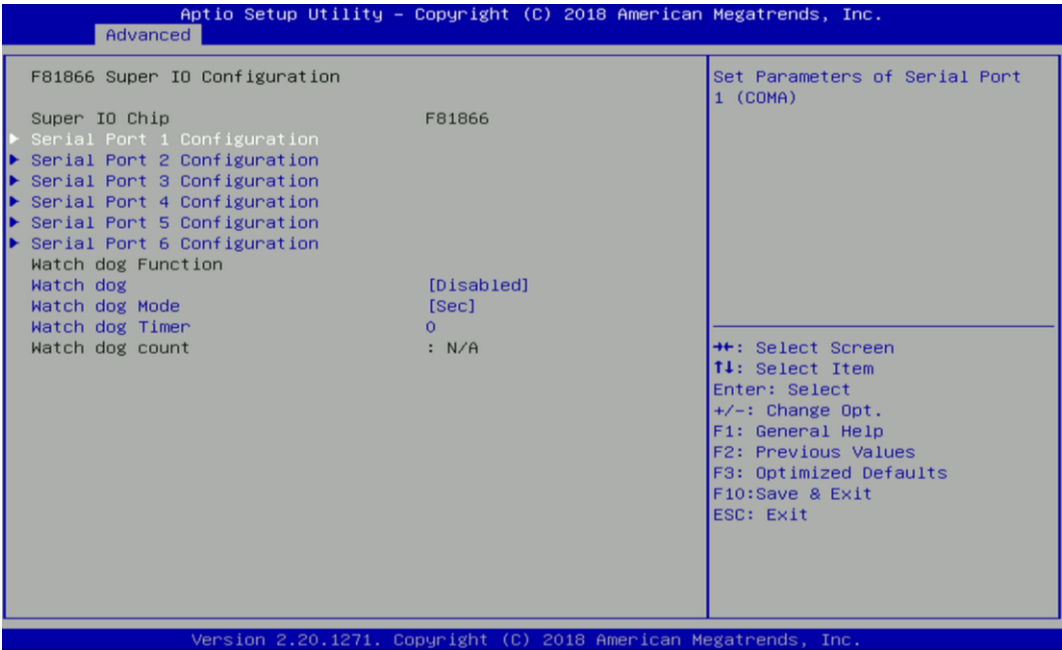 Aptio Setup Utility – Copyright (C) 2018 American Megatrends, Inc.
Advanced
F81866 Super IO Configuration
Super IO Chip F81866
► Serial Port 1 Configuration
► Serial Port 2 Configuration
► Serial Port 3 Configuration
► Serial Port 4 Configuration
► Serial Port 5 Configuration
► Serial Port 6 Configuration
Watch dog Function
Watch dog [Disabled]
Watch dog Mode [Sec]
Watch dog Timer 0
Watch dog count : N/A
Set Parameters of Serial Port
1 (COMA)
→←: Select Screen
↑↓: Select Item
Enter: Select
+/–: Change Opt.
F1: General Help
F2: Previous Values
F3: Optimized Defaults
F10:Save & Exit
ESC: Exit
Version 2.20.1271. Copyright (C) 2018 American Megatrends, Inc.